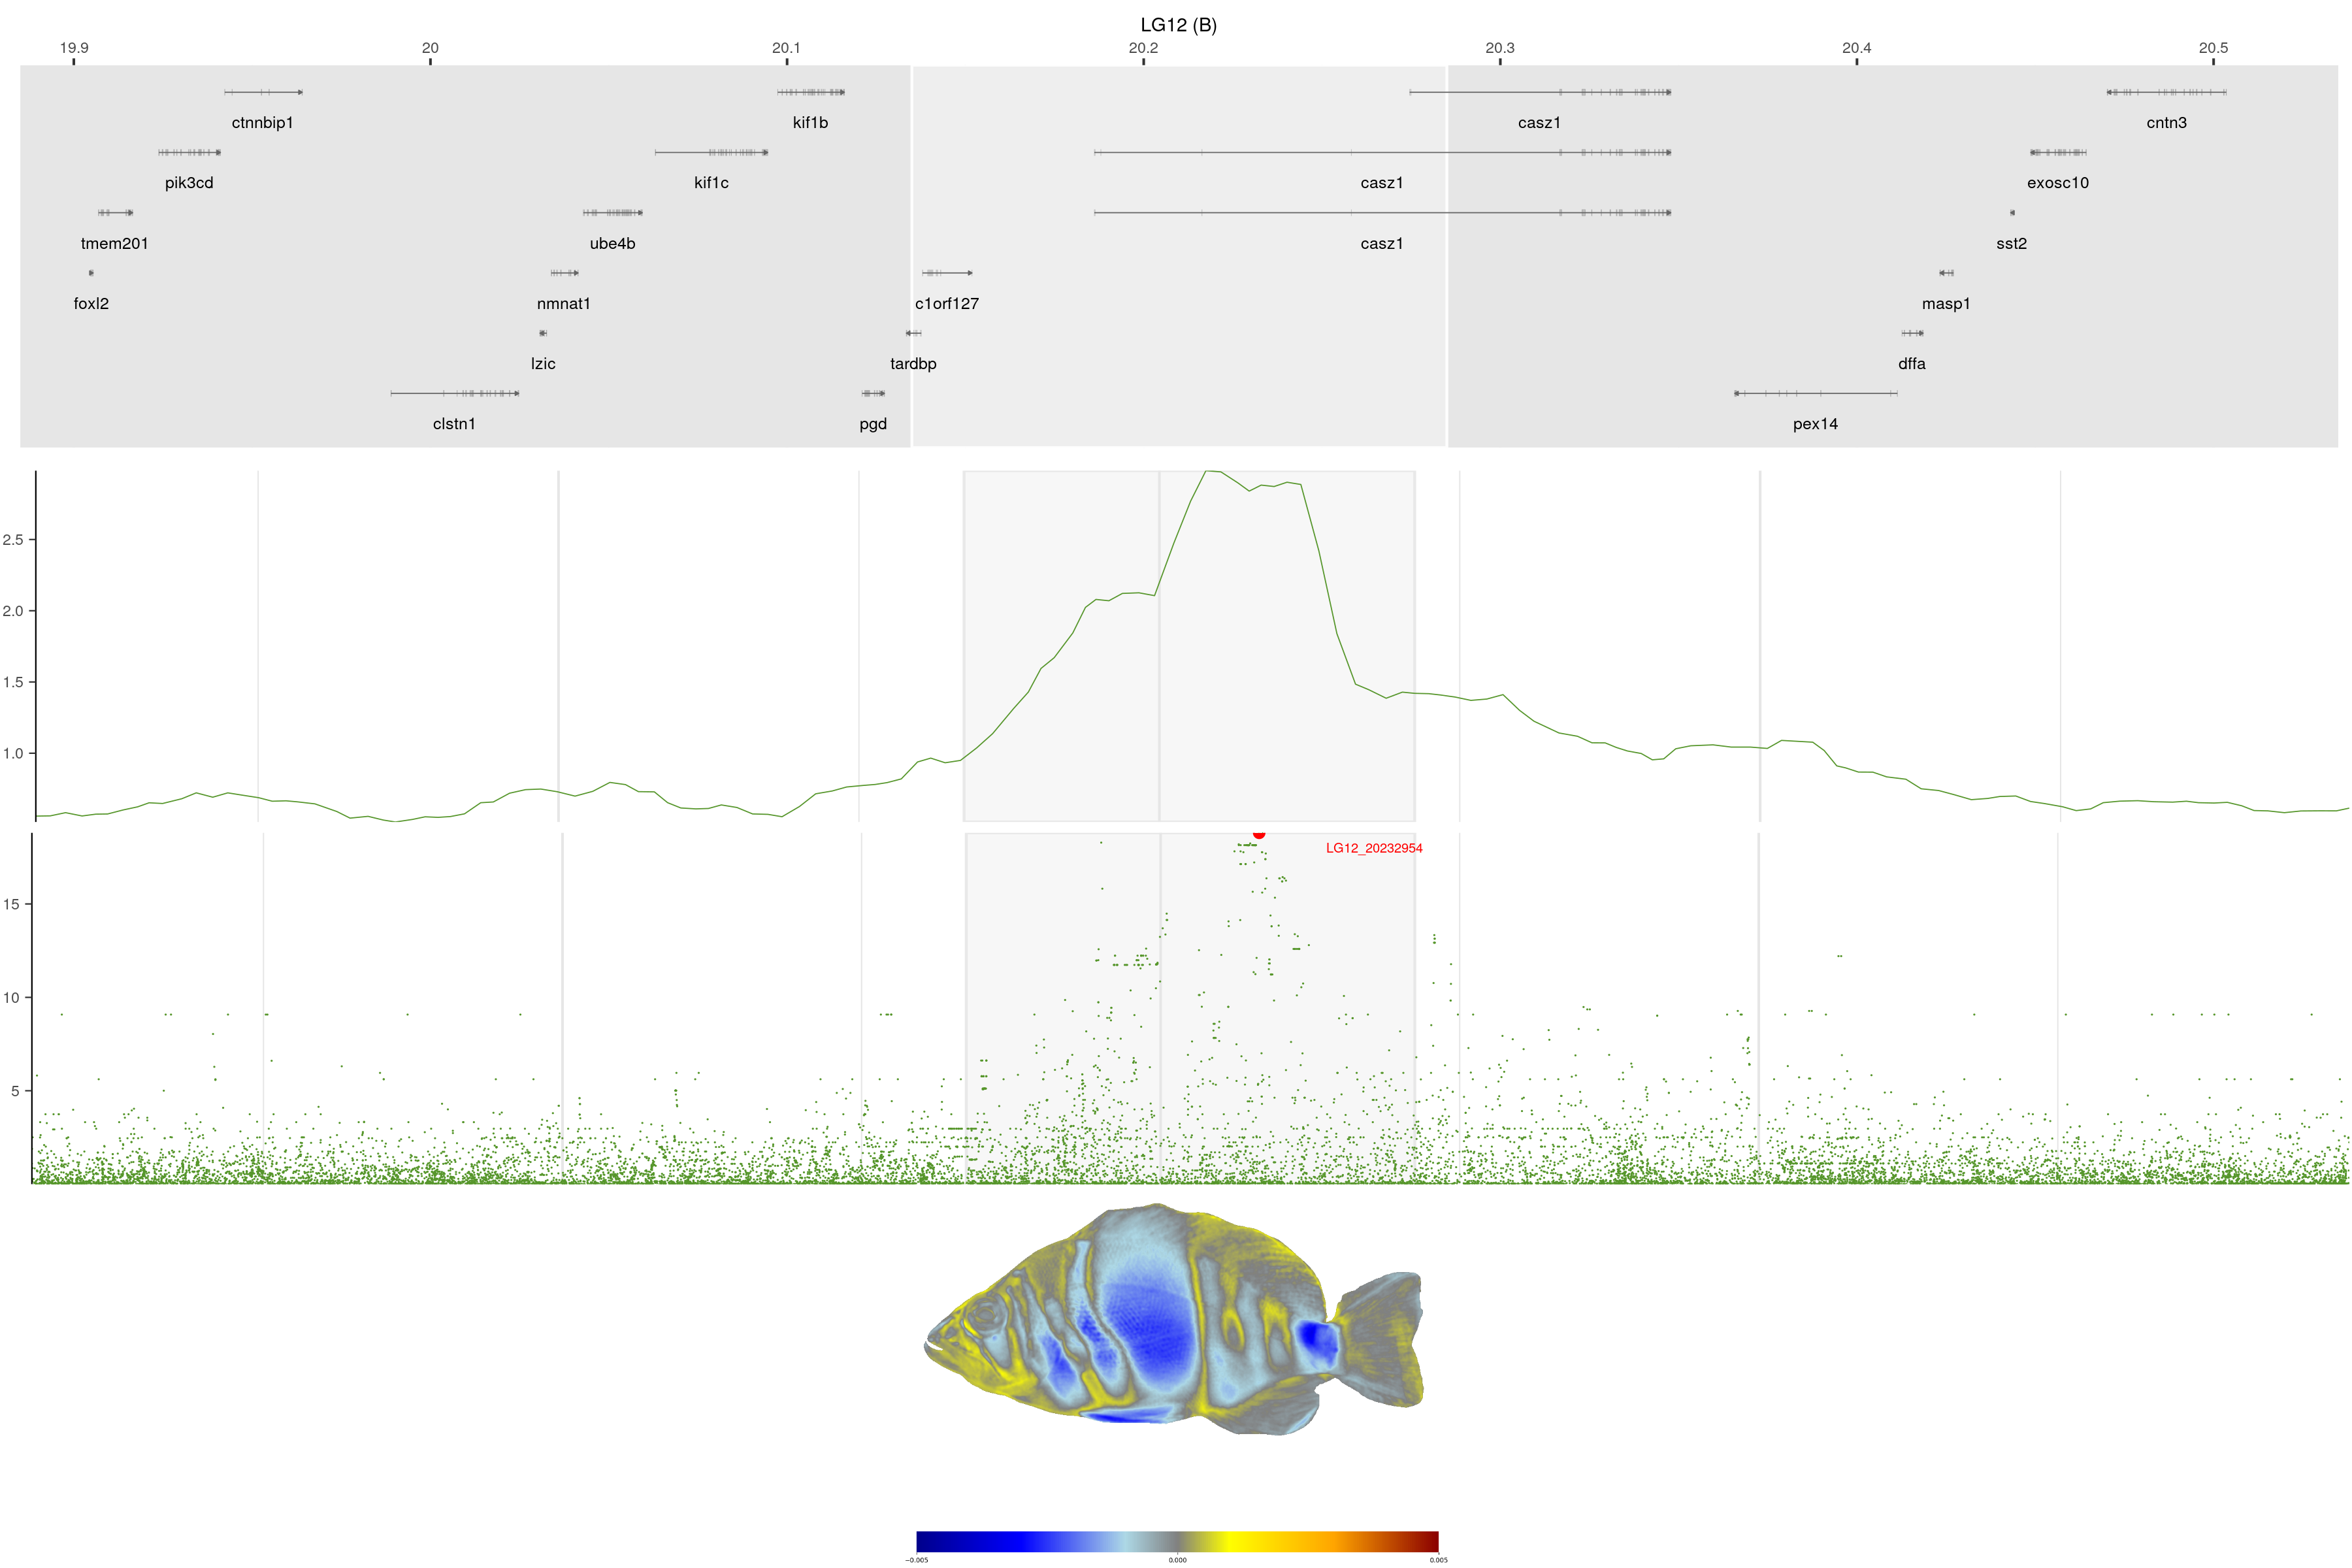 LG12 (B)
19.9 20 20.1 20.2 20.3 20.4 20.5
ctnnbip1 kif1b casz1 cntn3
pik3cd kif1c casz1 exosc10
tmem201 ube4b casz1 sst2
foxl2 nmnat1 c1orf127 masp1
lzic tardbp dffa
clstn1 pgd pex14
2.5
2.0
1.5
1.0
LG12_20232954
15
10
5
−0.005 0.000 0.005